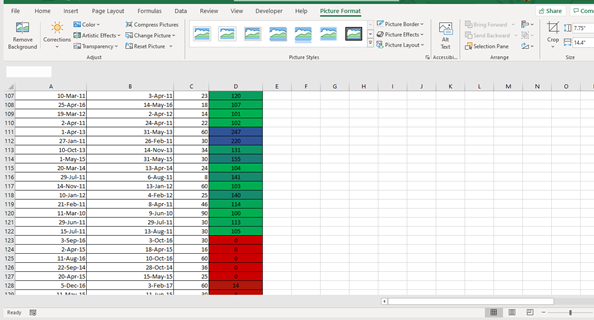 File Home Insert Page Layout Formulas Data Review View Developer Help Picture Format Share Com
Remove Background
Corrections
Color
Artistic Effects
Transparency
Compress Pictures
Change Picture
Reset Picture
Adjust
Picture Border
Picture Effects
Picture Layout
Picture Styles
Alt Text
Accessibil...
Bring Forward
Send Backward
Selection Pane
Arrange
Crop
7.75"
14.4"
Size
A B C D E F G H I J K L M N O
107 10-Mar-11 3-Apr-11 23 120
108 25-Apr-16 14-May-16 18 107
109 19-Mar-12 2-Apr-12 14 101
110 2-Apr-11 24-Apr-11 22 102
111 1-Apr-13 31-May-13 60 247
112 27-Jan-11 26-Feb-11 30 220
113 10-Oct-13 14-Nov-13 34 131
114 1-May-15 31-May-15 30 155
115 20-Mar-14 13-Apr-14 24 104
116 29-Jul-11 6-Aug-11 8 141
117 14-Nov-11 13-Jan-12 60 103
118 10-Jan-12 4-Feb-12 25 140
119 21-Feb-11 8-Apr-11 46 114
120 11-Mar-10 9-Jun-10 90 100
121 29-Jun-11 29-Jul-11 30 113
122 15-Jul-11 13-Aug-11 30 105
123 3-Sep-16 3-Oct-16 30 0
124 2-Apr-15 18-Apr-15 16 0
125 11-Aug-16 10-Oct-16 60 0
126 22-Sep-14 28-Oct-14 36 0
127 20-Apr-15 15-May-15 25 0
128 5-Dec-16 3-Feb-17 60 14
129 11-May-15 11-Jun-15 30
Ready